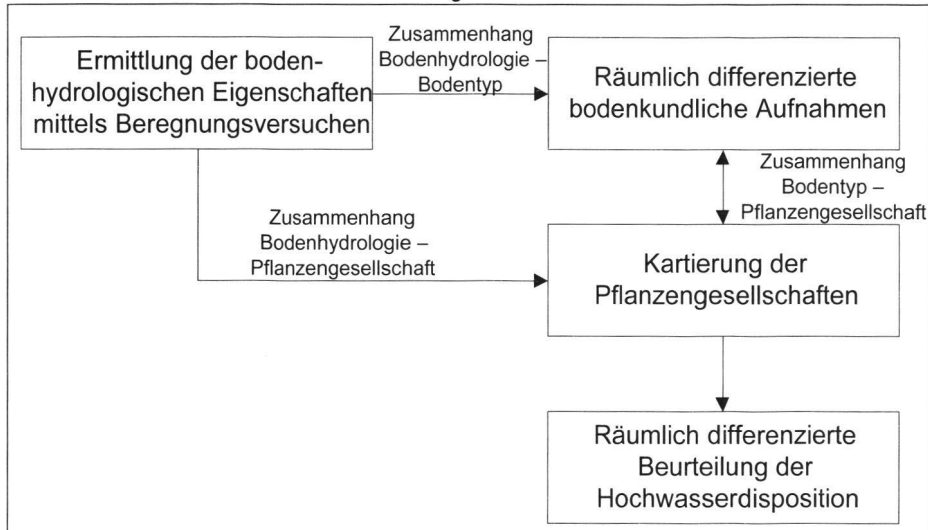 Ermittlung der boden-
hydrologischen Eigenschaften
mittels Beregnungsversuchen
Zusammenhang
Bodenhydrologie –
Bodentyp
Räumlich differenzierte
bodenkundliche Aufnahmen
Zusammenhang
Bodentyp –
Pflanzengesellschaft
Zusammenhang
Bodenhydrologie –
Pflanzengesellschaft
Kartierung der
Pflanzengesellschaften
Räumlich differenzierte
Beurteilung der
Hochwasserdisposition